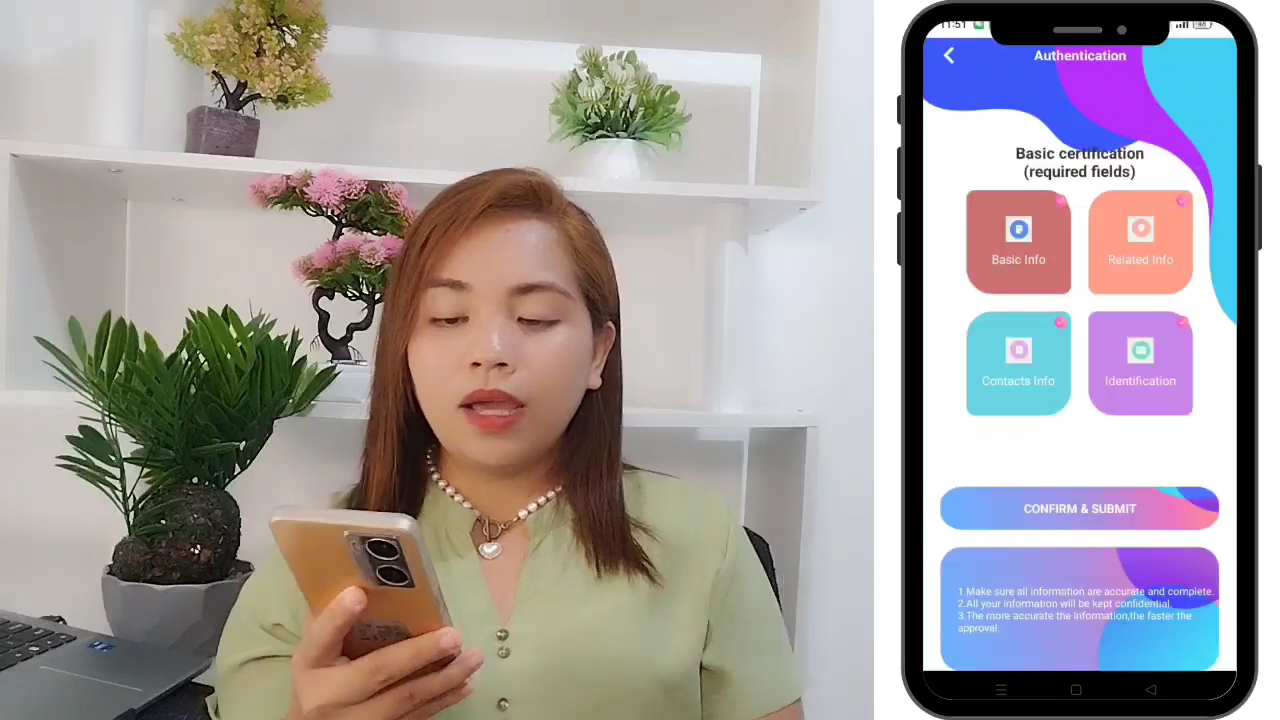 11:51
Authentication
Basic certification
(required fields)
Basic Info
Related Info
Contacts Info
Identification
CONFIRM & SUBMIT
1.Make sure all information are accurate and complete.
2.All your information will be kept confidential.
3.The more accurate the information,the faster the
approval.